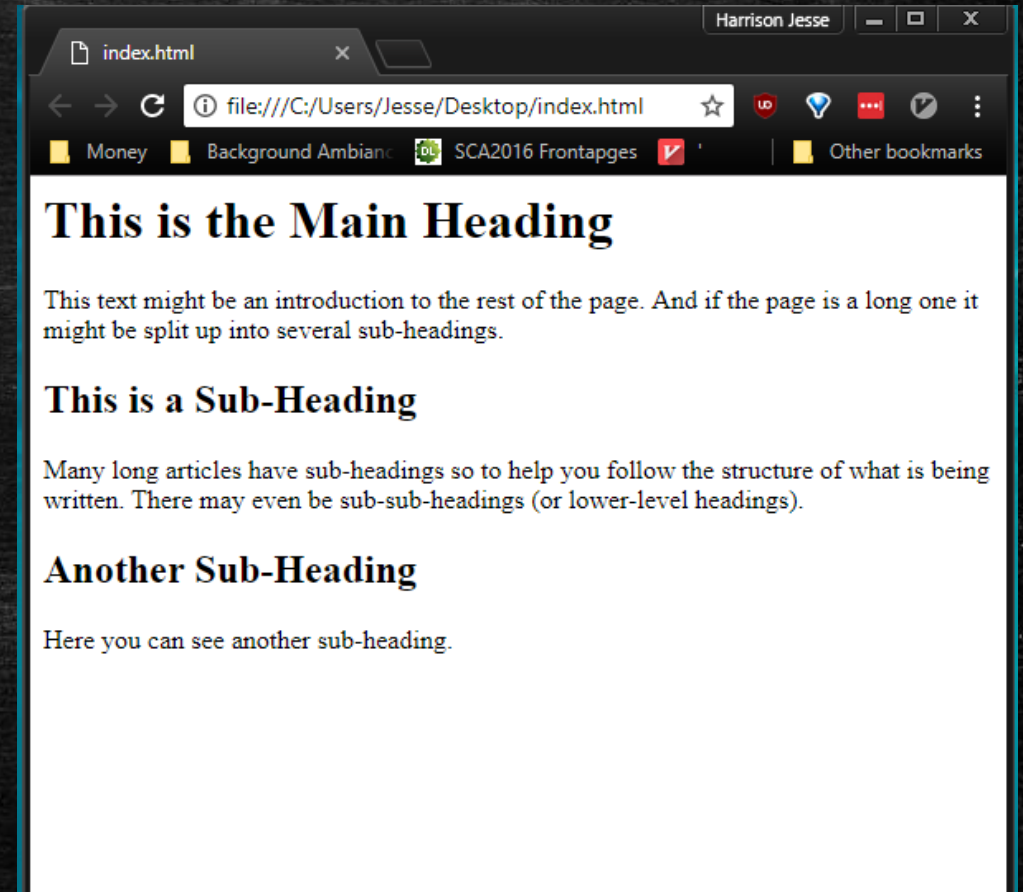 Harrison Jesse
index.html
file:///C:/Users/Jesse/Desktop/index.html
Money Background Ambianc SCA2016 Frontapges ' Other bookmarks
This is the Main Heading
This text might be an introduction to the rest of the page. And if the page is a long one it
might be split up into several sub-headings.
This is a Sub-Heading
Many long articles have sub-headings so to help you follow the structure of what is being
written. There may even be sub-sub-headings (or lower-level headings).
Another Sub-Heading
Here you can see another sub-heading.